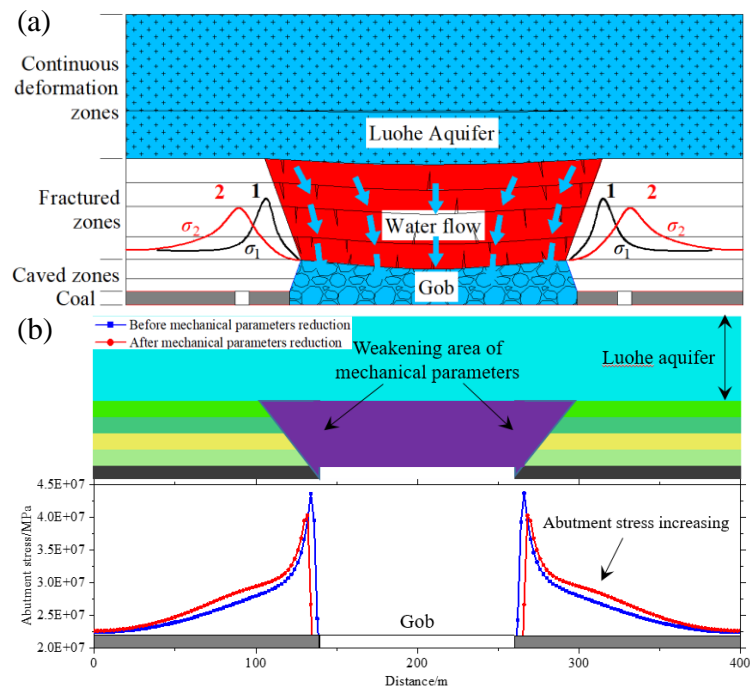 (a)
Continuous
deformation
zones
Luohe Aquifer
Fractured
zones
2 1
1 2
σ2
σ1
σ1
σ2
Water flow
Caved zones
Gob
Coal
(b)
Before mechanical parameters reduction
After mechanical parameters reduction
Weakening area of
mechanical parameters
Luohe aquifer
4.5E+07
4.0E+07
3.5E+07
3.0E+07
2.5E+07
2.0E+07
Abutment stress/MPa
Abutment stress increasing
Gob
0 100 200 300 400
Distance/m